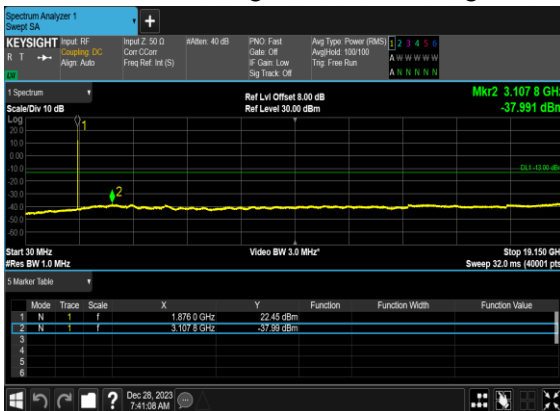 Spectrum Analyzer 1
Swept SA
KEYSIGHT
R T
LV
Input: RF
Coupling: DC
Align: Auto
Input Z: 50 Ω
Corr CCorr
Freq Ref: Int (S)
#Atten: 40 dB
PNO: Fast
Gate: Off
IF Gain: Low
Sig Track: Off
Avg Type: Power (RMS)
Avg|Hold: 100/100
Trig: Free Run
1 2 3 4 5 6
A W W W W W
A N N N N N
1 Spectrum
Scale/Div 10 dB
Ref Lvl Offset 8.00 dB
Ref Level 30.00 dBm
Mkr2 3.107 8 GHz
-37.991 dBm
Log
20.0
10.0
0.00
-10.0
-20.0
-30.0
-40.0
-50.0
-60.0
1
2
DL1 -13.00 dBm
Start 30 MHz
#Res BW 1.0 MHz
Video BW 3.0 MHz*
Stop 19.150 GHz
Sweep 32.0 ms (40001 pts)
5 Marker Table
Mode Trace Scale X Y Function Function Width Function Value
1 N 1 f 1.876 0 GHz 22.45 dBm
2 N 1 f 3.107 8 GHz -37.99 dBm
3
4
5
6
?
Dec 28, 2023
7:41:08 AM